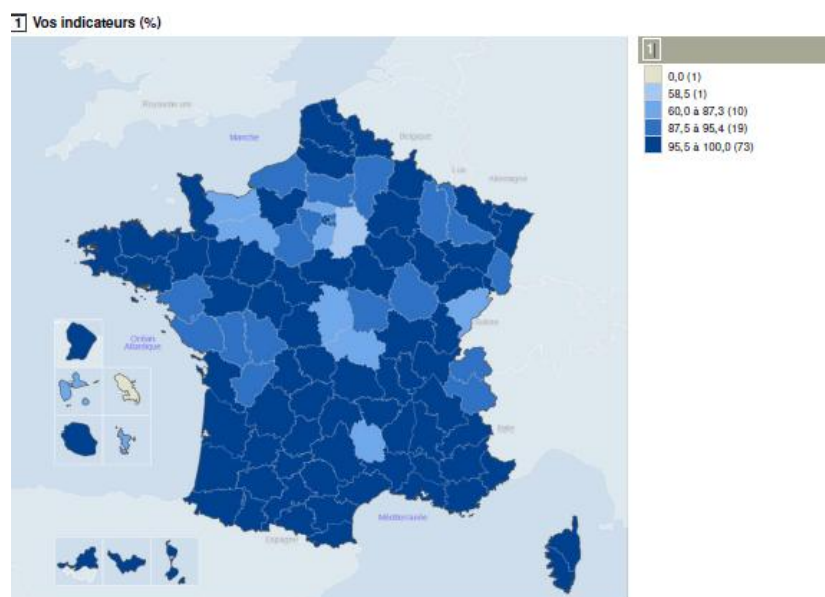 1 Vos indicateurs (%)
1
0,0 (1)
58,5 (1)
60,0 à 87,3 (10)
87,5 à 95,4 (19)
95,5 à 100,0 (73)
Royaume-uni
Manche
Belgique
Lux
Allemagne
Suisse
Océan
Atlantique
Italie
Méditerranée
Espagne